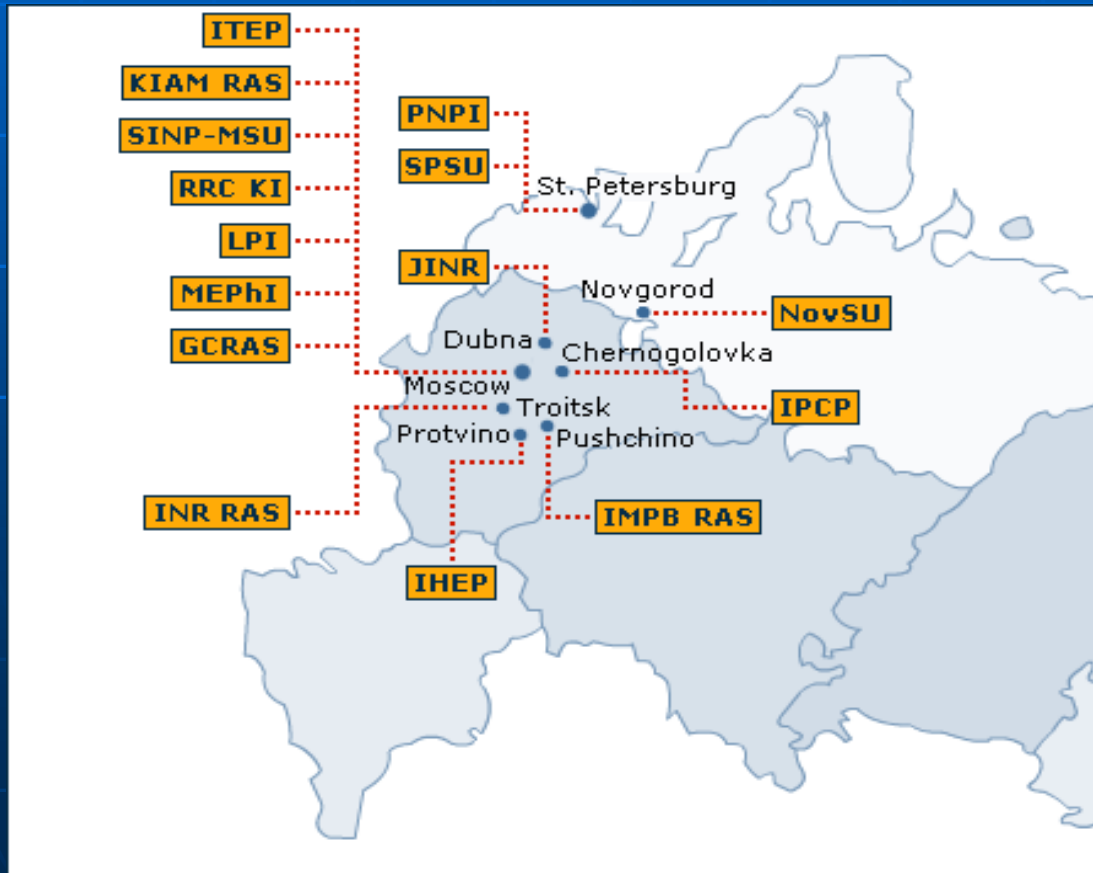 ITEP
KIAM RAS
SINP-MSU
RRC KI
LPI
MEPhI
GCRAS
PNPI
SPSU
St. Petersburg
JINR
Novgorod
NovSU
Dubna
Chernogolovka
Moscow
IPCP
Troitsk
Protvino
Pushchino
INR RAS
IMPB RAS
IHEP